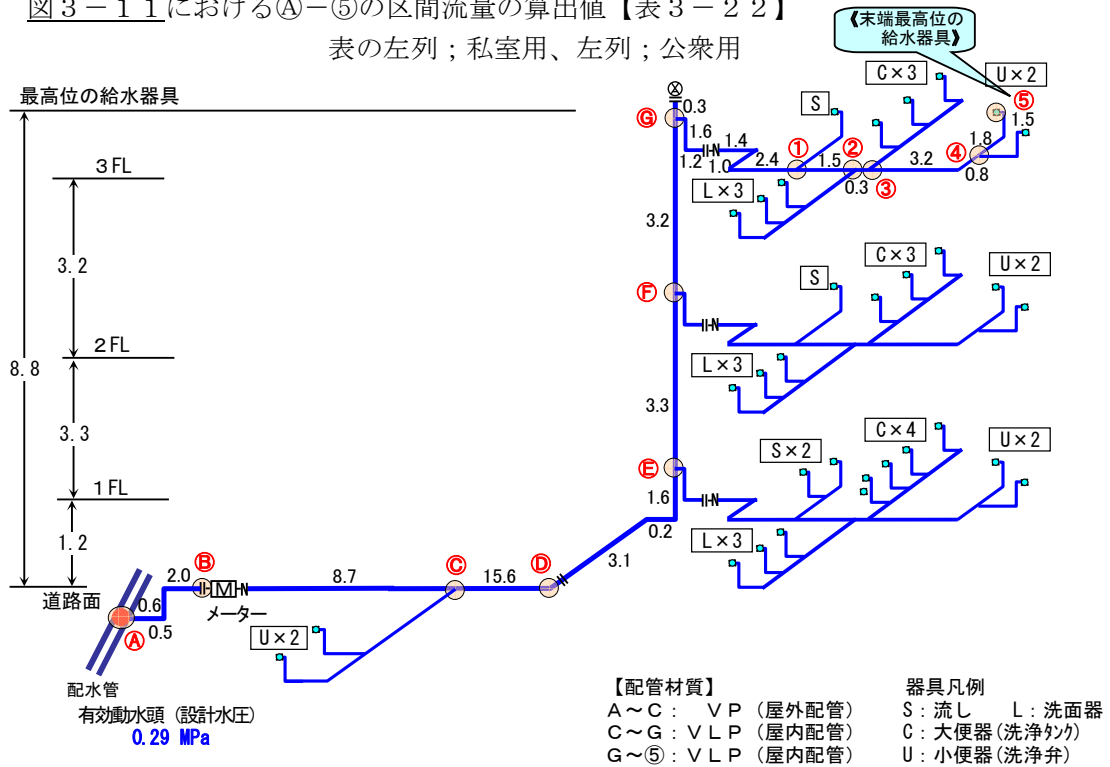 図3-11におけるⒶ-⑤の区間流量の算出値【表3-22】
表の左列;私室用、左列;公衆用
《末端最高位の
給水器具》
最高位の給水器具
3FL
3.2
2FL
8.8
3.3
1FL
1.2
道路面
Ⓐ
0.6
0.5
2.0
Ⓑ
M
N
メーター
8.7
Ⓒ
15.6
Ⓓ
U×2
配水管
有効動水頭(設計水圧)
0.29 MPa
3.1
0.2
1.6
Ⓔ
3.3
Ⓕ
3.2
Ⓖ
0.3
1.6
1.2
N
1.4
1.0
2.4
①
1.5
②
0.3
③
3.2
④
0.8
1.8
1.5
⑤
S
C×3
U×2
L×3
N
S
C×3
U×2
L×3
N
S×2
C×4
U×2
L×3
【配管材質】
A~C: VP(屋外配管)
C~G:VLP(屋内配管)
G~⑤:VLP(屋内配管)
器具凡例
S:流し L:洗面器
C:大便器(洗浄タンク)
U:小便器(洗浄弁)